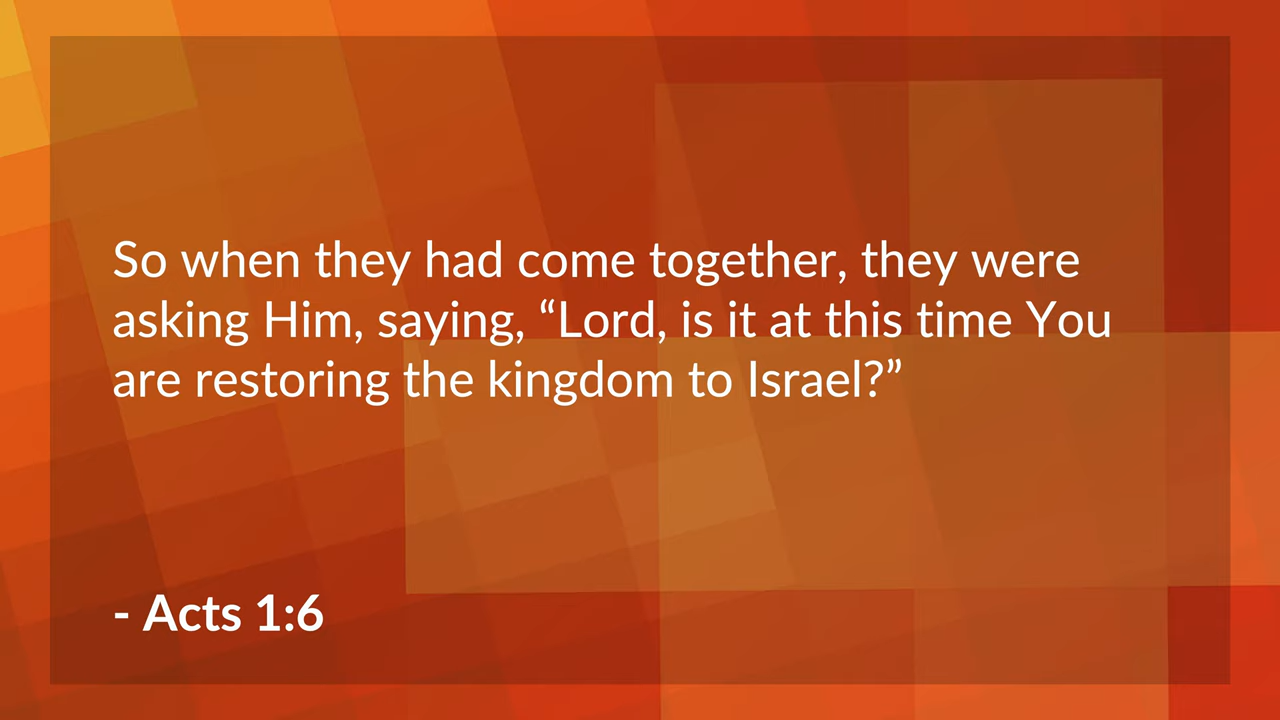 So when they had come together, they were
asking Him, saying, “Lord, is it at this time You
are restoring the kingdom to Israel?”
- Acts 1:6